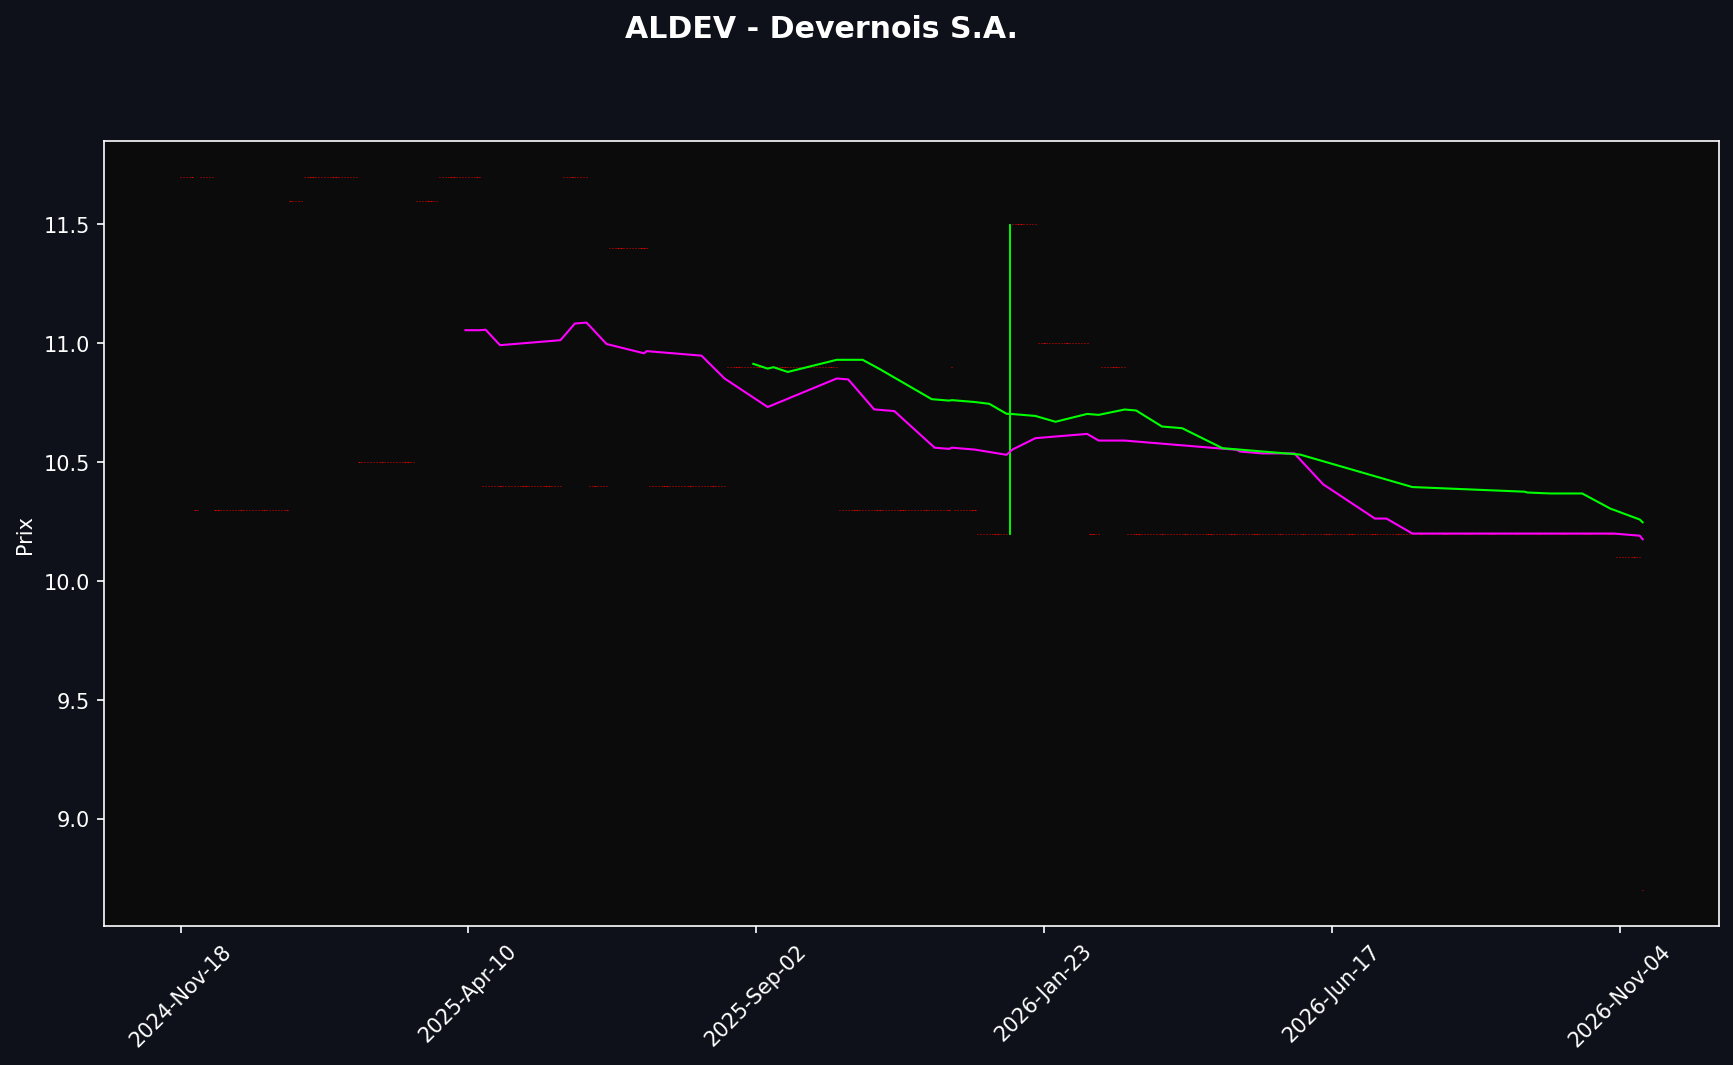 ALDEV - Devernois S.A.
Prix
11.5
11.0
10.5
10.0
9.5
9.0
2024-Nov-18
2025-Apr-10
2025-Sep-02
2026-Jan-23
2026-Jun-17
2026-Nov-04